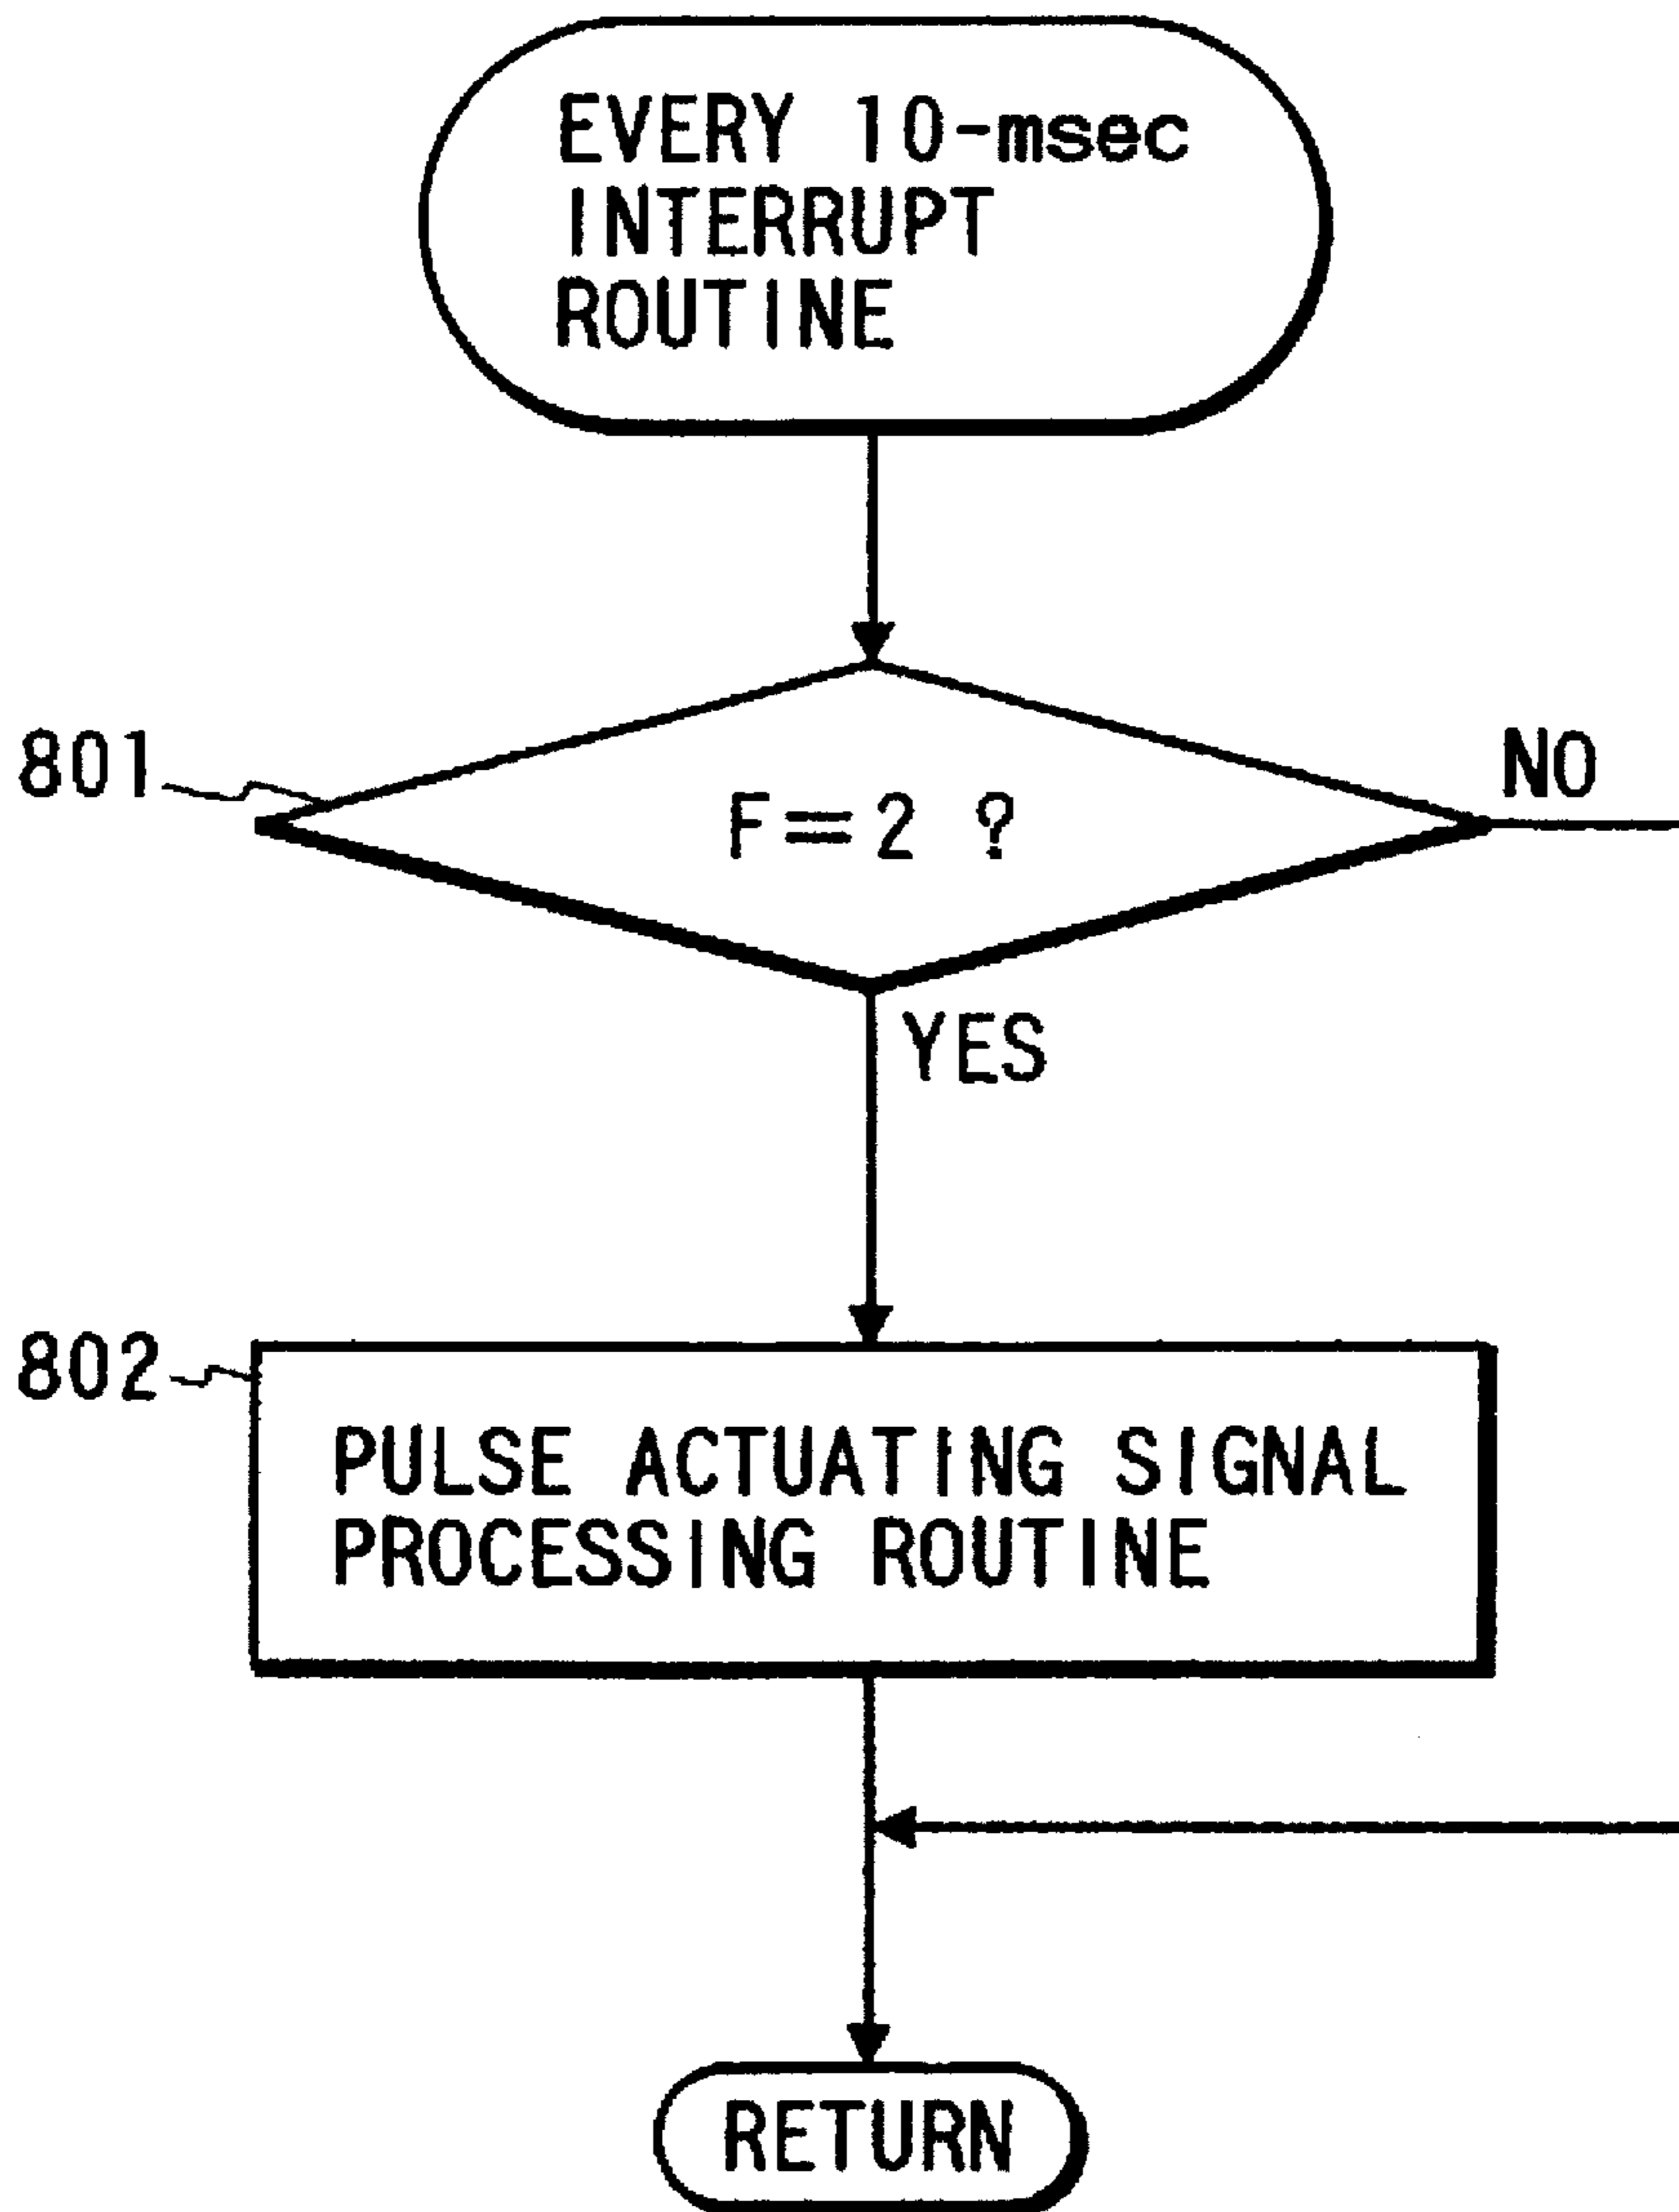 EVERY 10-msec
INTERRUPT
ROUTINE
801
F=2 ?
NO
YES
802
PULSE ACTUATING SIGNAL
PROCESSING ROUTINE
RETURN